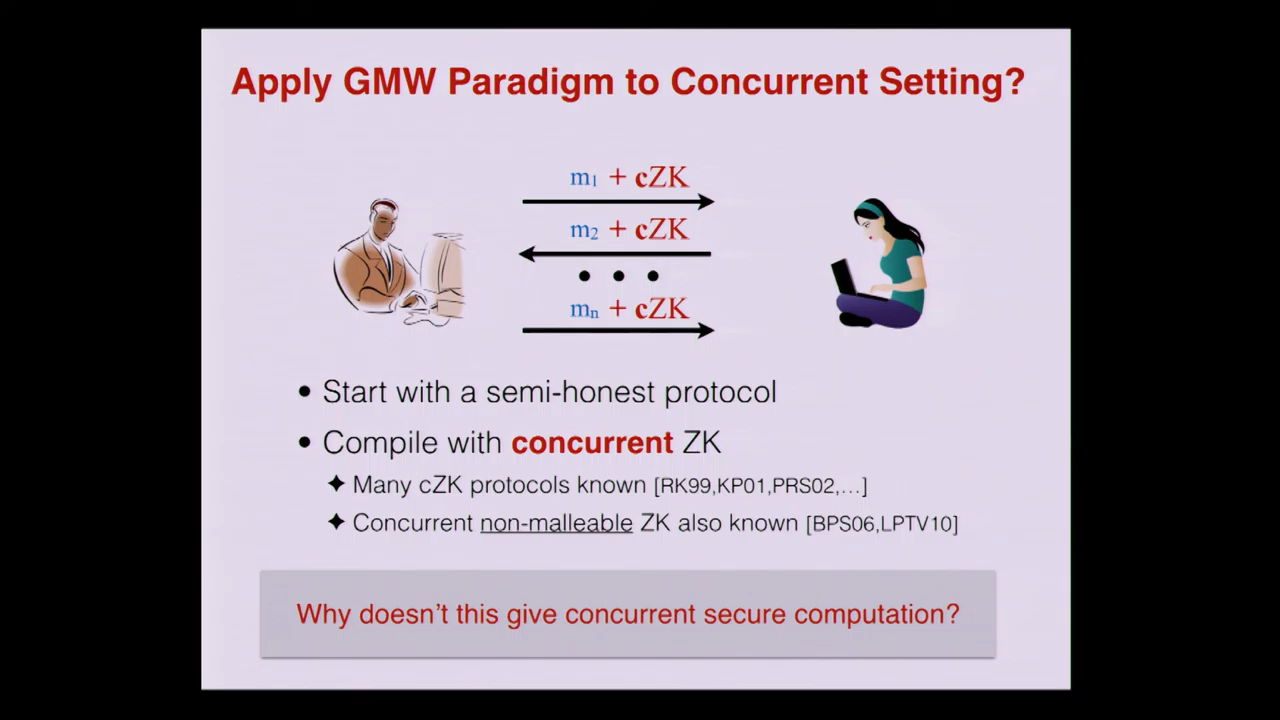 Apply GMW Paradigm to Concurrent Setting?
m1 + cZK
m2 + cZK
• • •
mn + cZK
• Start with a semi-honest protocol
• Compile with concurrent ZK
✦ Many cZK protocols known [RK99,KP01,PRS02,...]
✦ Concurrent non-malleable ZK also known [BPS06,LPTV10]
Why doesn't this give concurrent secure computation?